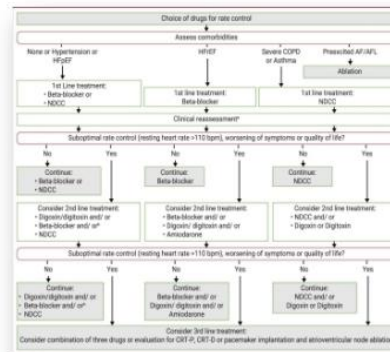 Choice of drugs for rate control
Assess comorbidities
None or Hypertension or
HFpEF
HFrEF
Severe COPD
or Asthma
Preexcited AF/AFL
Ablation
1st Line treatment:
• Beta-blocker or
• NDCC
1st line treatment:
Beta-blocker
1st line treatment:
NDCC
Clinical reassessment
Suboptimal rate control (resting heart rate >110 bpm), worsening of symptoms or quality of life?
No
Yes
No
Yes
No
Yes
Continue:
• Beta-blocker or
• NDCC
Continue:
Beta-blocker
Continue:
NDCC
Consider 2nd line treatment:
• Digoxin/digitoxin and/ or
• Beta-blocker and/ or
• NDCC
Consider 2nd line treatment:
• Beta-blocker and/ or
• Digoxin/ digitoxin and/ or
• Amiodarone
Consider 2nd line treatment:
• NDCC and/ or
• Digoxin or Digitoxin
Suboptimal rate control (resting heart rate >110 bpm), worsening of symptoms or quality of life?
No
Yes
No
Yes
No
Yes
Continue:
• Digoxin/digitoxin and/ or
• Beta-blocker and/ or
• NDCC
Continue:
Beta-blocker and/ or
Digoxin/ digitoxin and/ or
Amiodarone
Continue:
NDCC and/ or
Digoxin or Digitoxin
Consider 3rd line treatment:
Consider combination of three drugs or evaluation for CRT-P, CRT-D or pacemaker implantation and atrioventricular node ablation